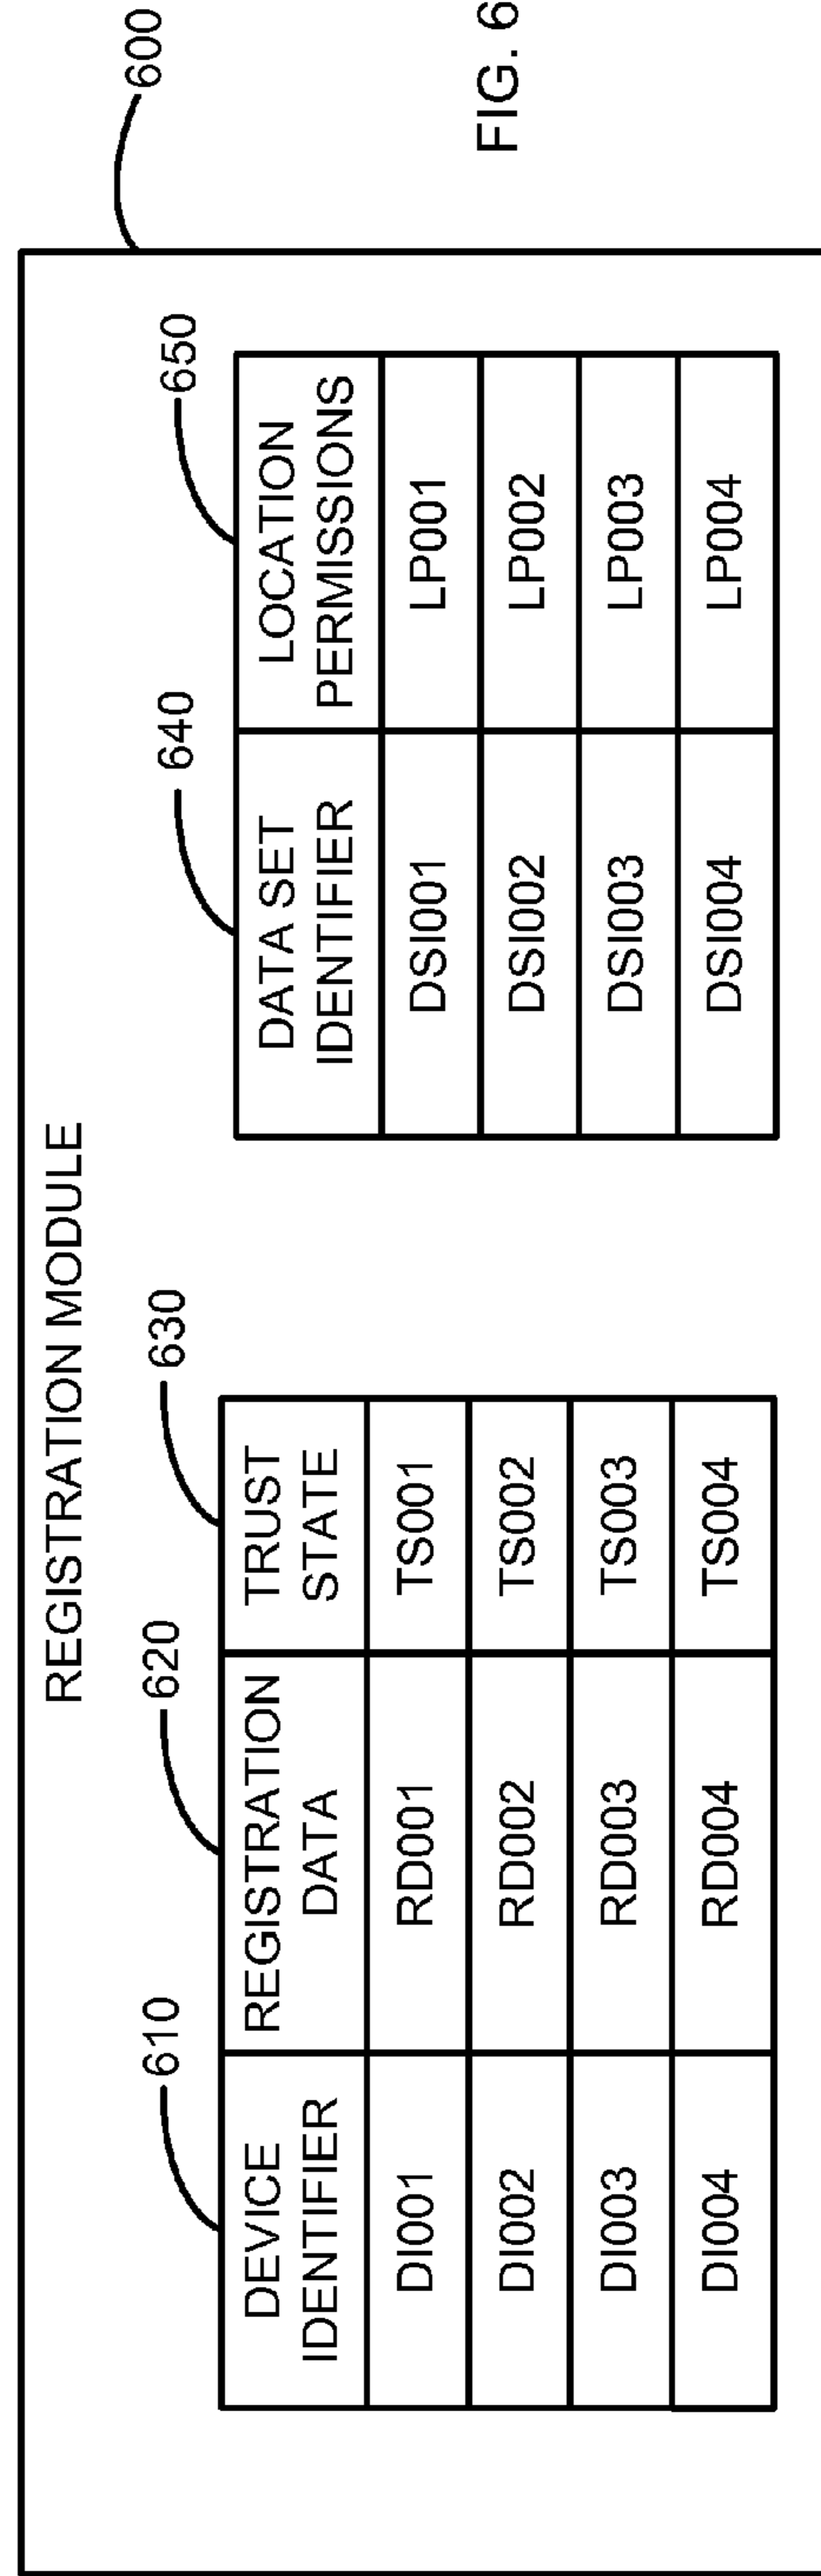 600
REGISTRATION MODULE
610
620
630
640
650
DEVICE
IDENTIFIER
REGISTRATION
DATA
TRUST
STATE
DI001
RD001
TS001
DI002
RD002
TS002
DI003
RD003
TS003
DI004
RD004
TS004
DATA SET
IDENTIFIER
LOCATION
PERMISSIONS
DSI001
LP001
DSI002
LP002
DSI003
LP003
DSI004
LP004
FIG. 6